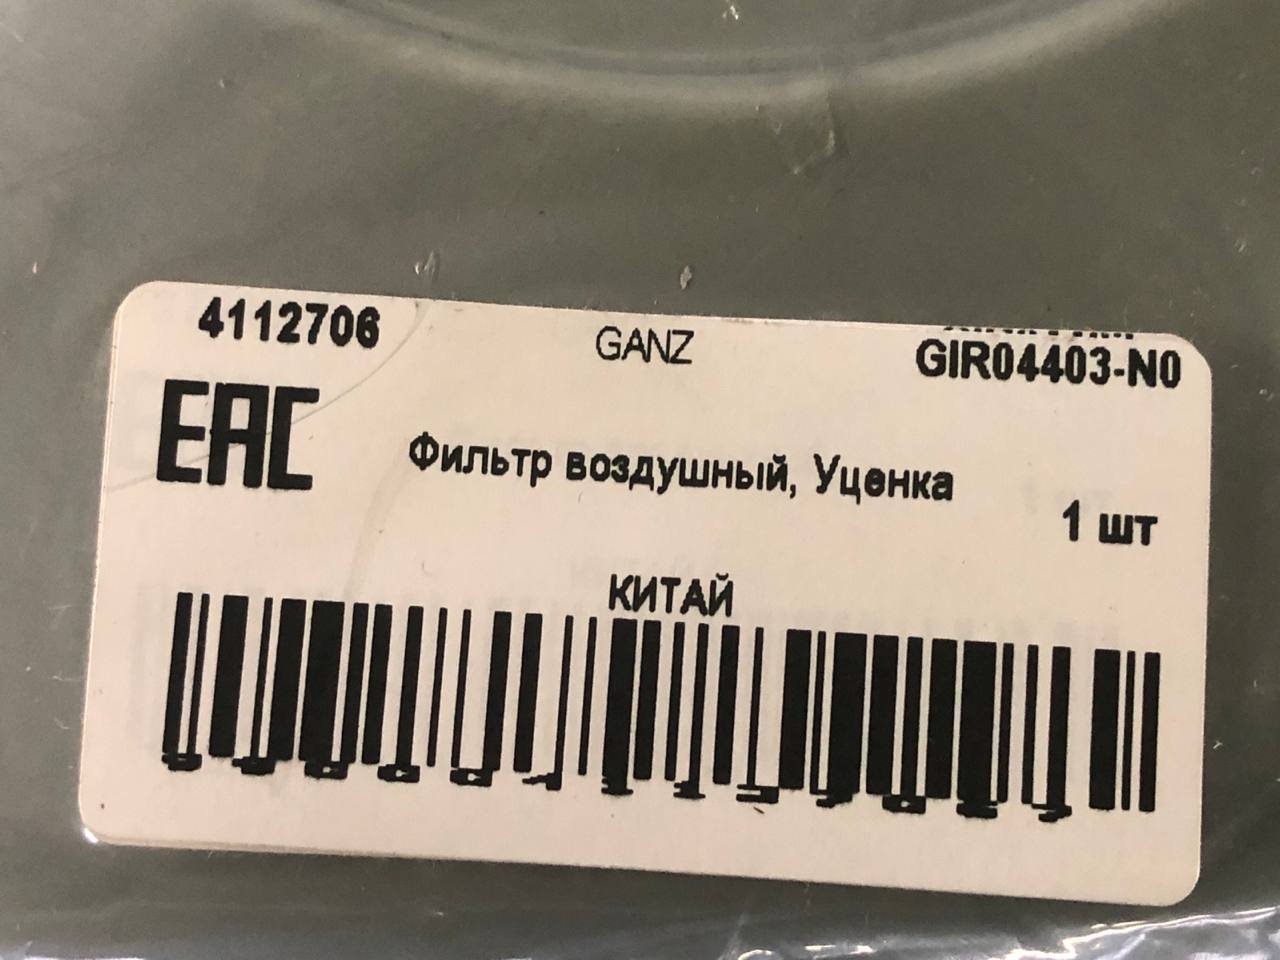 4112706
GANZ
GIR04403-N0
EAC
Фильтр воздушный, Уценка
1 шт
КИТАЙ